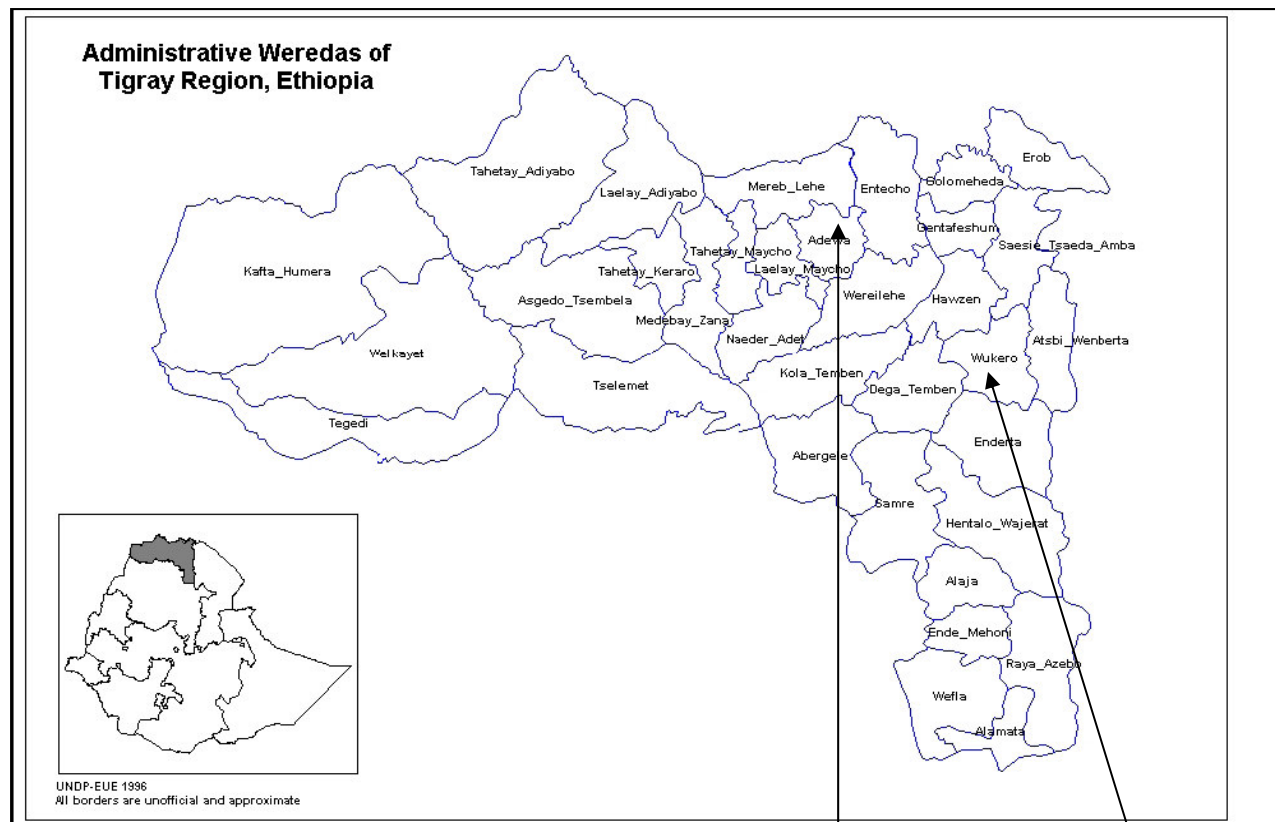 Administrative Weredas of
Tigray Region, Ethiopia
Erob
Tahetay_Adiyabo
Golomeheda
Laelay_Adiyabo
Mereb_Lehe
Entecho
Gentafeshum
Adewa
Saesie_Tsaeda_Amba
Tahetay_Maycho
Kafta_Humera
Tahetay_Keraro
Laelay_Maycho
Asgedo_Tsembela
Wereilehe
Hawzen
Medebay_Zana
Naeder_Adet
Atsbi_Wenberta
Welkayet
Wukero
Kola_Temben
Tselemet
Dega_Temben
Tegedi
Enderta
Abergele
Samre
Hentalo_Wajerat
Alaja
Ende_Mehoni
Raya_Azebo
Wefla
Alamata
UNDP-EUE 1996
All borders are unofficial and approximate